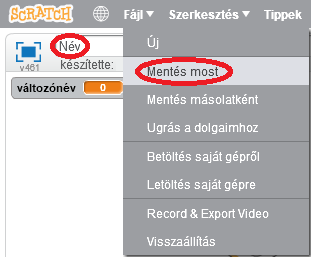 SCRATCH Fájl Szerkesztés Tippek
Név
készítette:
v461
változónév 0
Új
Mentés most
Mentés másolatként
Ugrás a dolgaimhoz
Betöltés saját gépről
Letöltés saját gépre
Record & Export Video
Visszaállítás